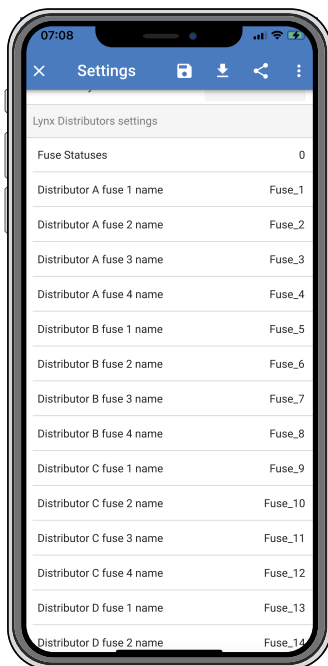 07:08
Settings
Lynx Distributors settings
Fuse Statuses 0
Distributor A fuse 1 name Fuse_1
Distributor A fuse 2 name Fuse_2
Distributor A fuse 3 name Fuse_3
Distributor A fuse 4 name Fuse_4
Distributor B fuse 1 name Fuse_5
Distributor B fuse 2 name Fuse_6
Distributor B fuse 3 name Fuse_7
Distributor B fuse 4 name Fuse_8
Distributor C fuse 1 name Fuse_9
Distributor C fuse 2 name Fuse_10
Distributor C fuse 3 name Fuse_11
Distributor C fuse 4 name Fuse_12
Distributor D fuse 1 name Fuse_13
Distributor D fuse 2 name Fuse_14